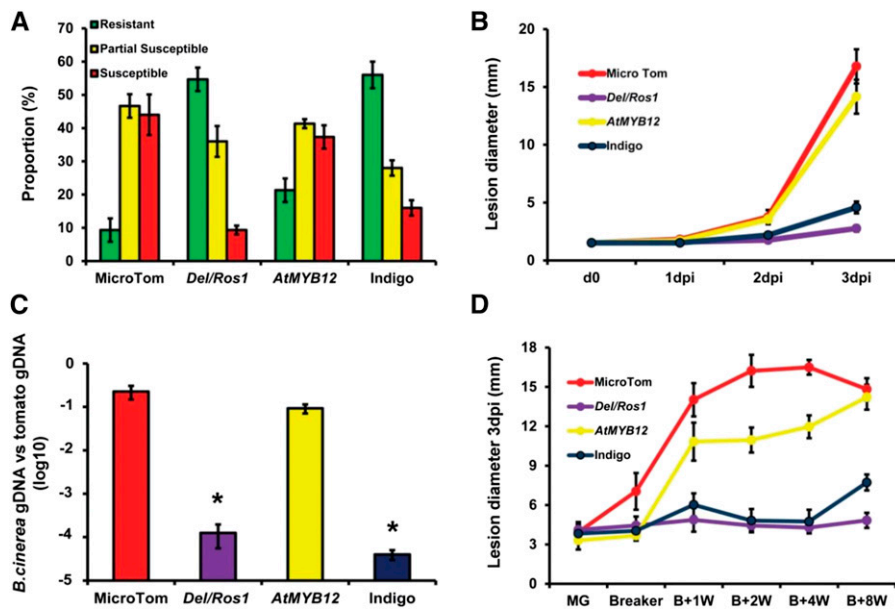 A
Proportion (%)
70
60
50
40
30
20
10
0
Resistant
Partial Susceptible
Susceptible
MicroTom Del/Ros1 AtMYB12 Indigo
B
Lesion diameter (mm)
20
15
10
5
0
Micro Tom
Del/Ros1
AtMYB12
Indigo
d0 1dpi 2dpi 3dpi
C
B.cinerea gDNA vs tomato gDNA
(log10)
-0
-1
-2
-3
-4
-5
*
*
MicroTom Del/Ros1 AtMYB12 Indigo
D
Lesion diameter 3dpi (mm)
18
15
12
9
6
3
0
MicroTom
Del/Ros1
AtMYB12
Indigo
MG Breaker B+1W B+2W B+4W B+8W